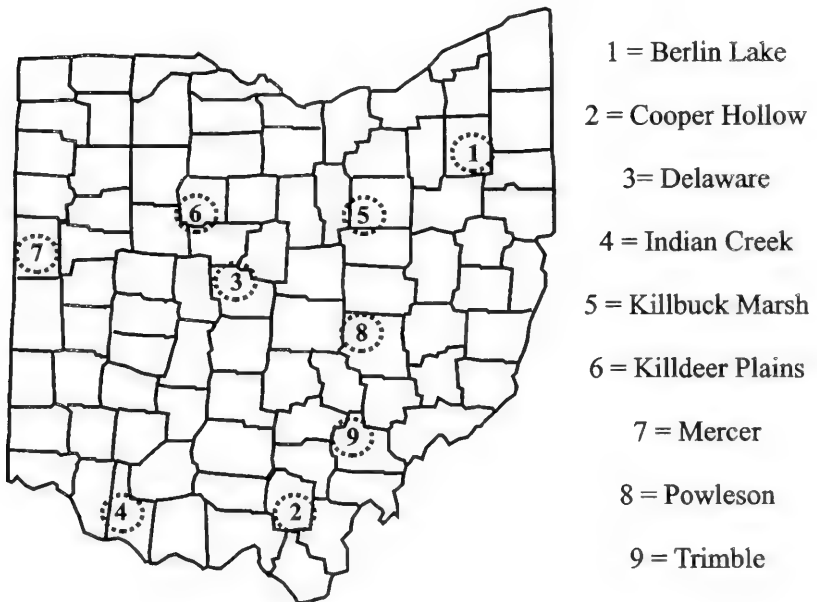 1 = Berlin Lake
2 = Cooper Hollow
3= Delaware
4 = Indian Creek
5 = Killbuck Marsh
6 = Killdeer Plains
7 = Mercer
8 = Powleson
9 = Trimble
1
6
5
7
3
8
9
4
2